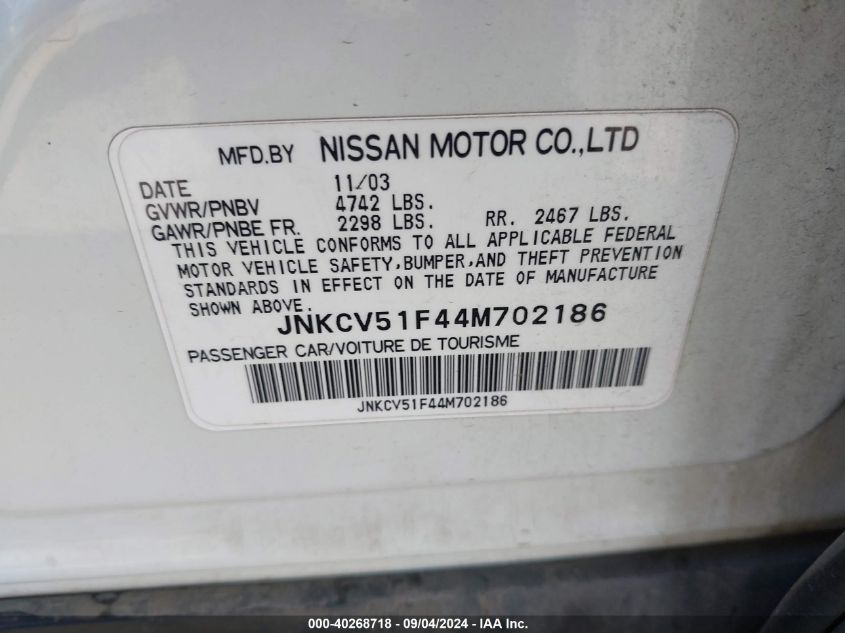 MFD.BY NISSAN MOTOR CO.,LTD
DATE 11/03
GVWR/PNBV 4742 LBS.
GAWR/PNBE FR. 2298 LBS. RR. 2467 LBS.
THIS VEHICLE CONFORMS TO ALL APPLICABLE FEDERAL
MOTOR VEHICLE SAFETY,BUMPER,AND THEFT PREVENTION
STANDARDS IN EFFECT ON THE DATE OF MANUFACTURE
SHOWN ABOVE.
JNKCV51F44M702186
PASSENGER CAR/VOITURE DE TOURISME
JNKCV51F44M702186
000-40268718 - 09/04/2024 - IAA Inc.